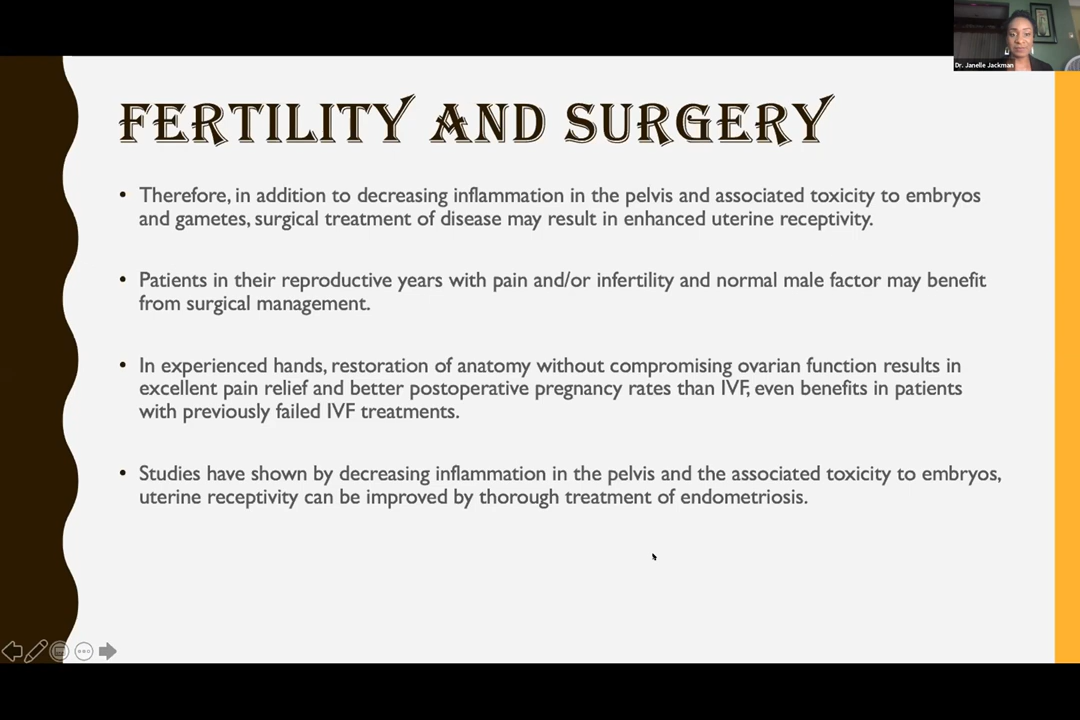 Dr. Janelle Jackman
FERTILITY AND SURGERY
• Therefore, in addition to decreasing inflammation in the pelvis and associated toxicity to embryos
and gametes, surgical treatment of disease may result in enhanced uterine receptivity.
• Patients in their reproductive years with pain and/or infertility and normal male factor may benefit
from surgical management.
• In experienced hands, restoration of anatomy without compromising ovarian function results in
excellent pain relief and better postoperative pregnancy rates than IVF, even benefits in patients
with previously failed IVF treatments.
• Studies have shown by decreasing inflammation in the pelvis and the associated toxicity to embryos,
uterine receptivity can be improved by thorough treatment of endometriosis.